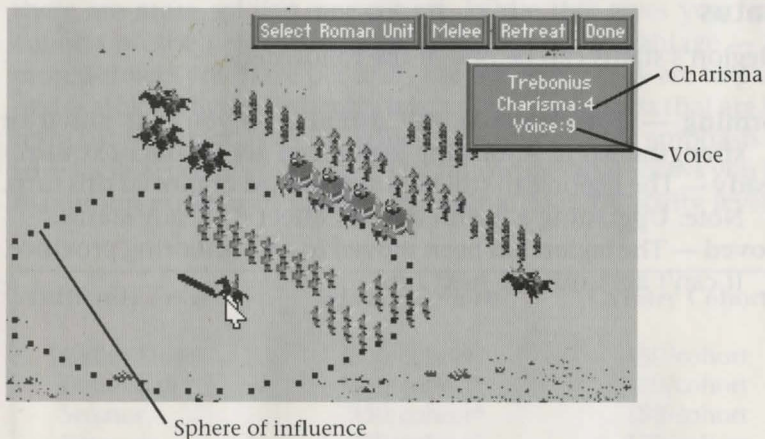 Select Roman Unit Melee Retreat Done
Trebonius
Charisma:4
Voice:9
Charisma
Voice
Sphere of influence